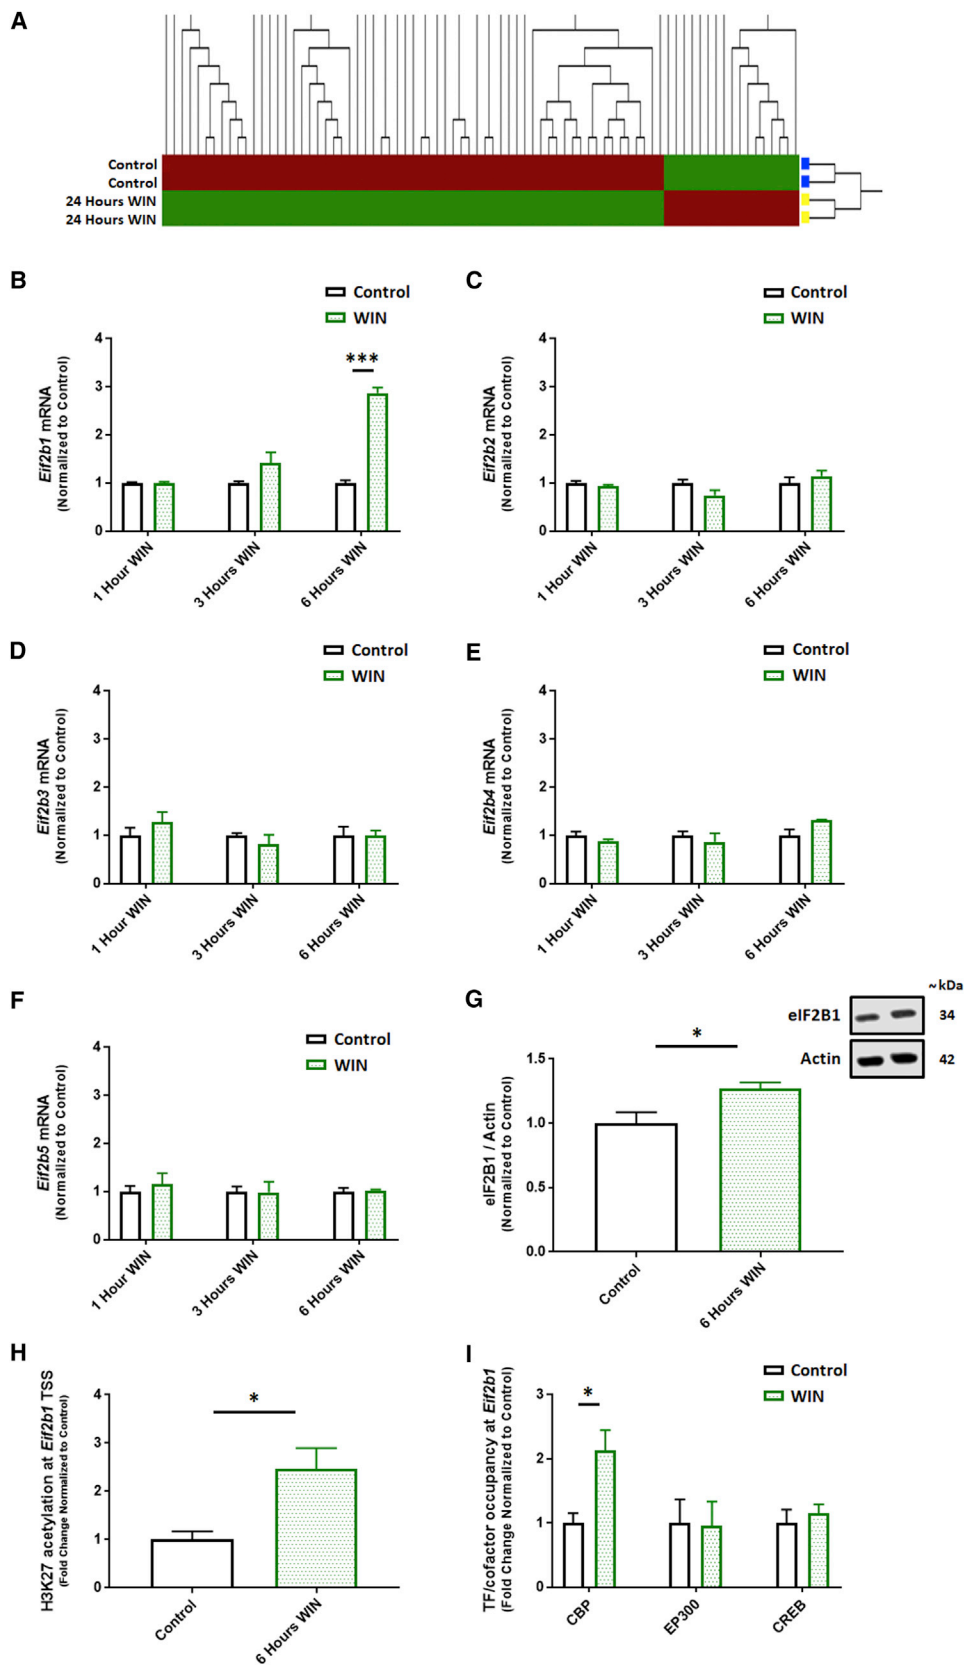 A
Control
Control
24 Hours WIN
24 Hours WIN
B
Control
WIN
Eif2b1 mRNA
(Normalized to Control)
4
3
2
1
0
***
1 Hour WIN
3 Hours WIN
6 Hours WIN
C
Control
WIN
Eif2b2 mRNA
(Normalized to Control)
4
3
2
1
0
1 Hour WIN
3 Hours WIN
6 Hours WIN
D
Control
WIN
Eif2b3 mRNA
(Normalized to Control)
4
3
2
1
0
1 Hour WIN
3 Hours WIN
6 Hours WIN
E
Control
WIN
Eif2b4 mRNA
(Normalized to Control)
4
3
2
1
0
1 Hour WIN
3 Hours WIN
6 Hours WIN
F
Control
WIN
Eif2b5 mRNA
(Normalized to Control)
4
3
2
1
0
1 Hour WIN
3 Hours WIN
6 Hours WIN
G
~kDa
eIF2B1
34
Actin
42
eIF2B1 / Actin
(Normalized to Control)
1.5
1.0
0.5
0.0
*
Control
6 Hours WIN
H
H3K27 acetylation at Eif2b1 TSS
(Fold Change Normalized to Control)
4
3
2
1
0
*
Control
6 Hours WIN
I
Control
WIN
TF/cofactor occupancy at Eif2b1
(Fold Change Normalized to Control)
3
2
1
0
*
CBP
EP300
CREB